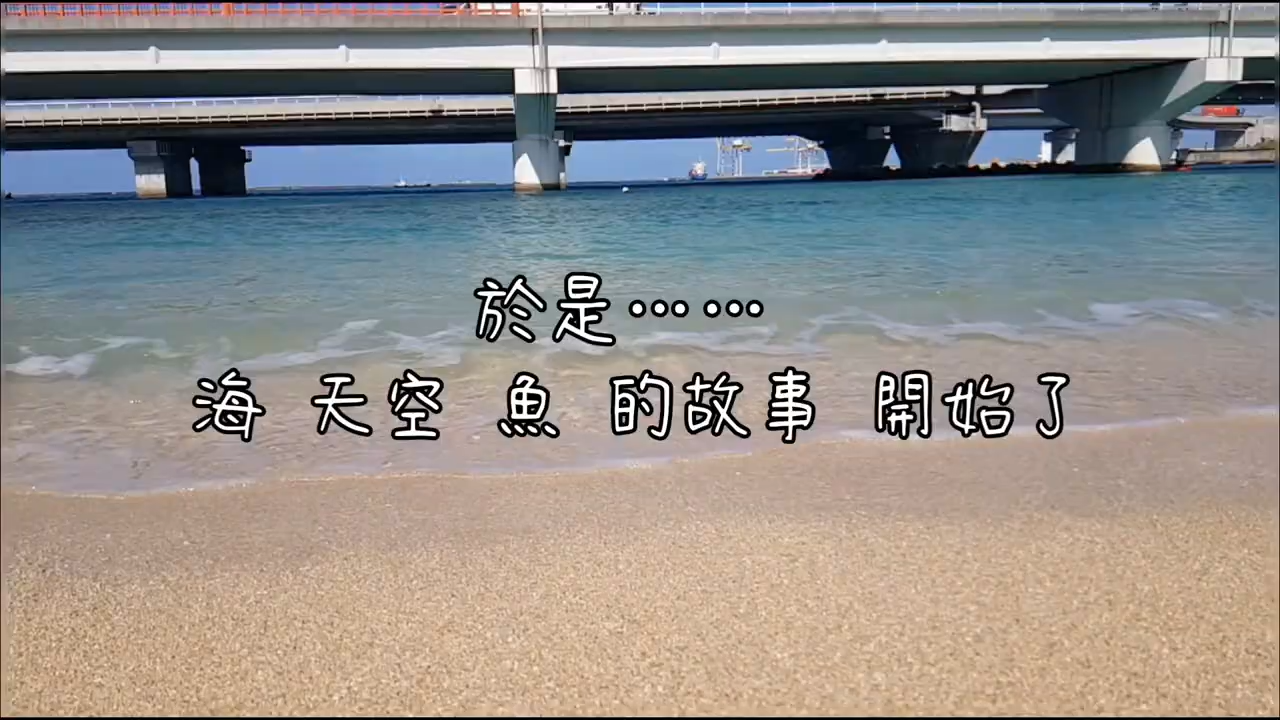 於是⋯⋯
海 天空 魚 的故事 開始了